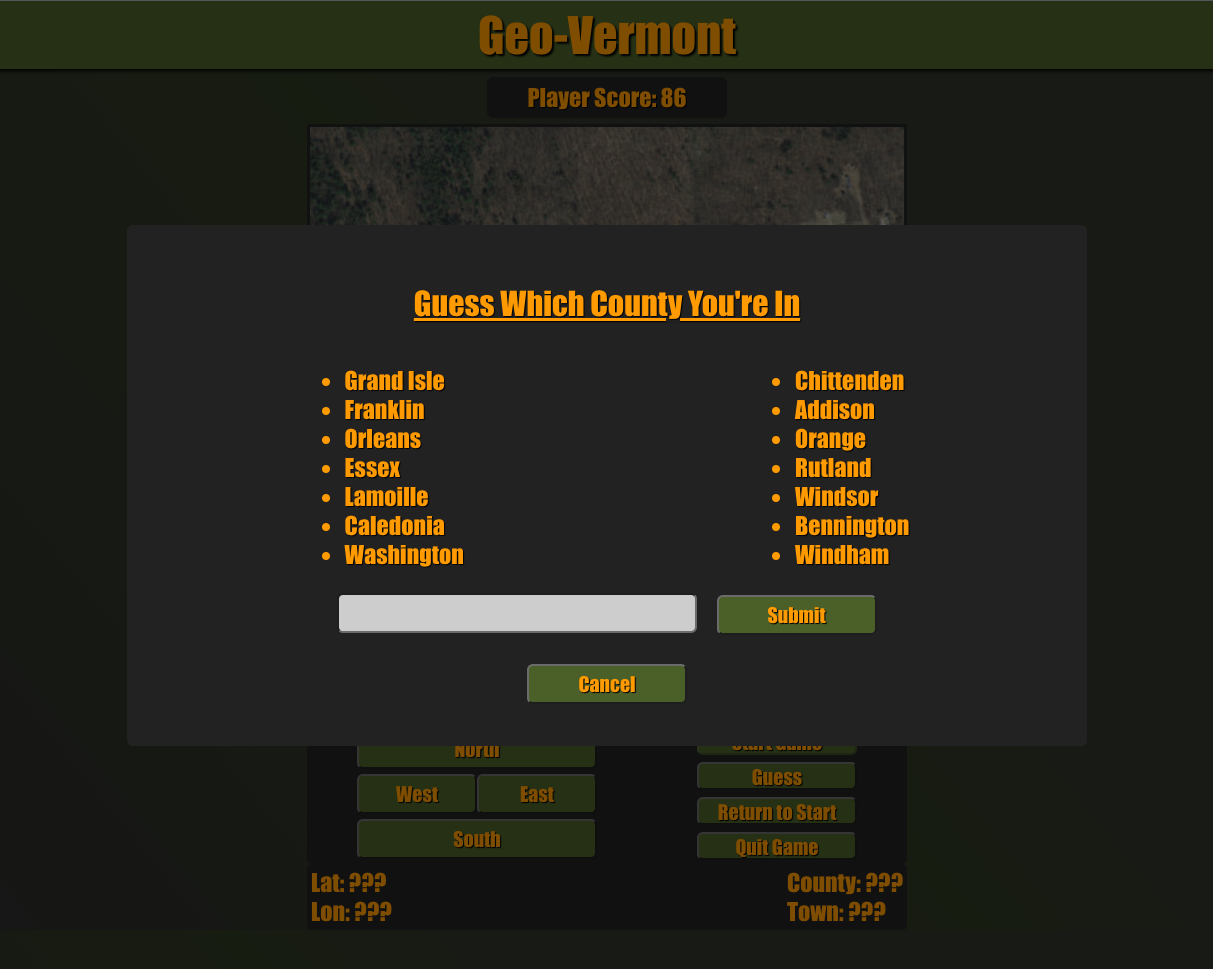 Geo-Vermont
Player Score: 86
Guess Which County You're In
Grand Isle
Franklin
Orleans
Essex
Lamoille
Caledonia
Washington
Chittenden
Addison
Orange
Rutland
Windsor
Bennington
Windham
Submit
Cancel
North
Start Game
West
East
Guess
Return to Start
South
Quit Game
Lat: ???
Lon: ???
County: ???
Town: ???